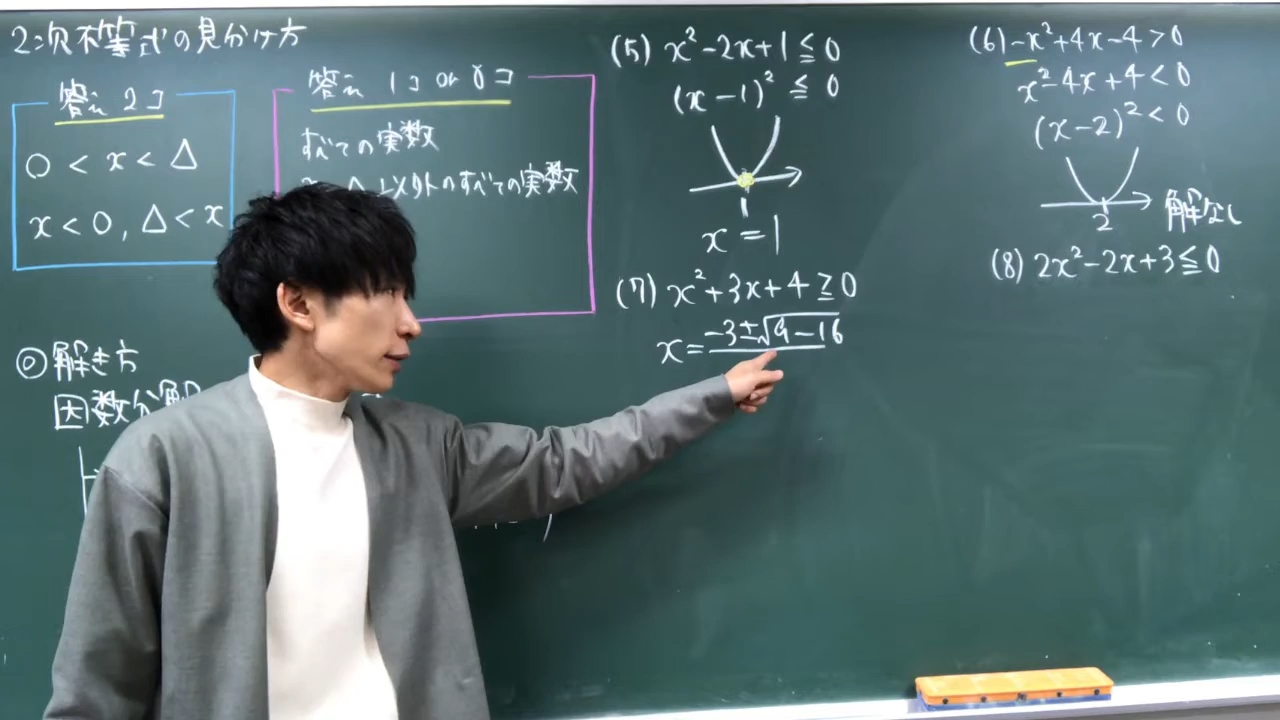 2次不等式の見分け方
答え 2コ
○ < x < △
x < ○, △ < x
答え 1コ or 0コ
すべての実数
以外のすべての実数
◎解き方
因数分解
(5) x²-2x+1≦0
(x-1)²≦0
1
x=1
(7) x²+3x+4≧0
x=-3±√9-16
(6) -x²+4x-4>0
x²-4x+4<0
(x-2)²<0
2 解なし
(8) 2x²-2x+3≦0